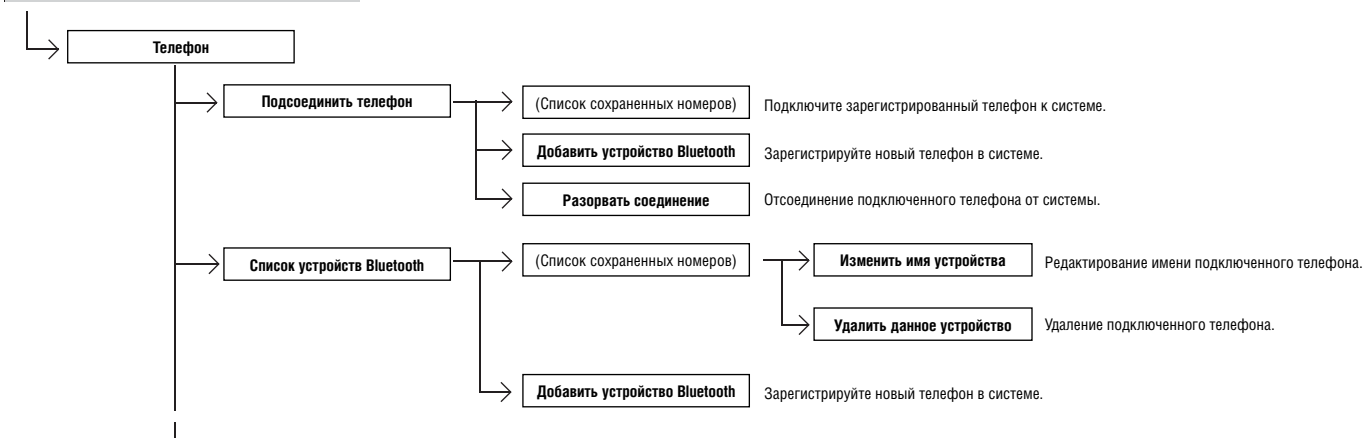 Телефон
Подсоединить телефон
(Список сохраненных номеров)
Подключите зарегистрированный телефон к системе.
Добавить устройство Bluetooth
Зарегистрируйте новый телефон в системе.
Разорвать соединение
Отсоединение подключенного телефона от системы.
Список устройств Bluetooth
(Список сохраненных номеров)
Изменить имя устройства
Редактирование имени подключенного телефона.
Удалить данное устройство
Удаление подключенного телефона.
Добавить устройство Bluetooth
Зарегистрируйте новый телефон в системе.